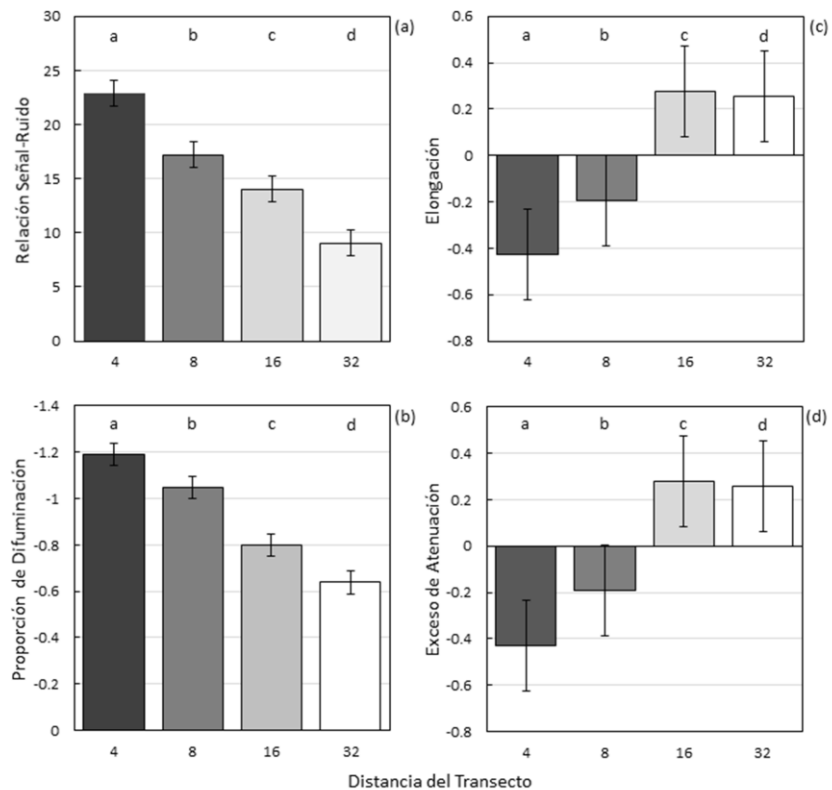 (a)
a b c d
30
25
20
15
10
5
0
Relación Señal-Ruido
4 8 16 32
(c)
a b c d
0.6
0.4
0.2
0
-0.2
-0.4
-0.6
-0.8
Elongación
4 8 16 32
(b)
a b c d
-1.4
-1.2
-1
-0.8
-0.6
-0.4
-0.2
0
Proporción de Difuminación
4 8 16 32
(d)
a b c d
0.6
0.4
0.2
0
-0.2
-0.4
-0.6
-0.8
Exceso de Atenuación
4 8 16 32
Distancia del Transecto